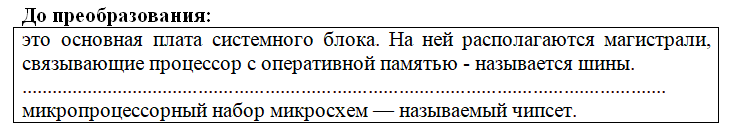 До преобразования:
это основная плата системного блока. На ней располагаются магистрали,
связывающие процессор с оперативной памятью - называется шины.
................................................................................................................
микропроцессорный набор микросхем — называемый чипсет.